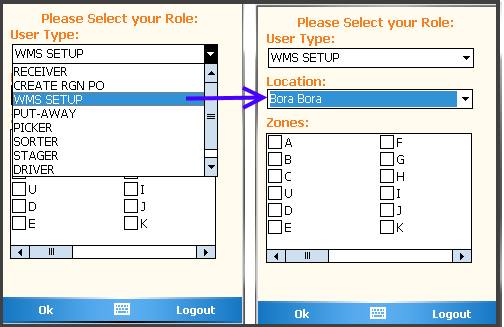 Please Select your Role:
User Type:
WMS SETUP
RECEIVER
CREATE RGN PO
WMS SETUP
PUT-AWAY
PICKER
SORTER
STAGER
DRIVER
U I
D J
E K
Ok Logout
Please Select your Role:
User Type:
WMS SETUP
Location:
Bora Bora
Zones:
A F
B G
C H
U I
D J
E K
Ok Logout